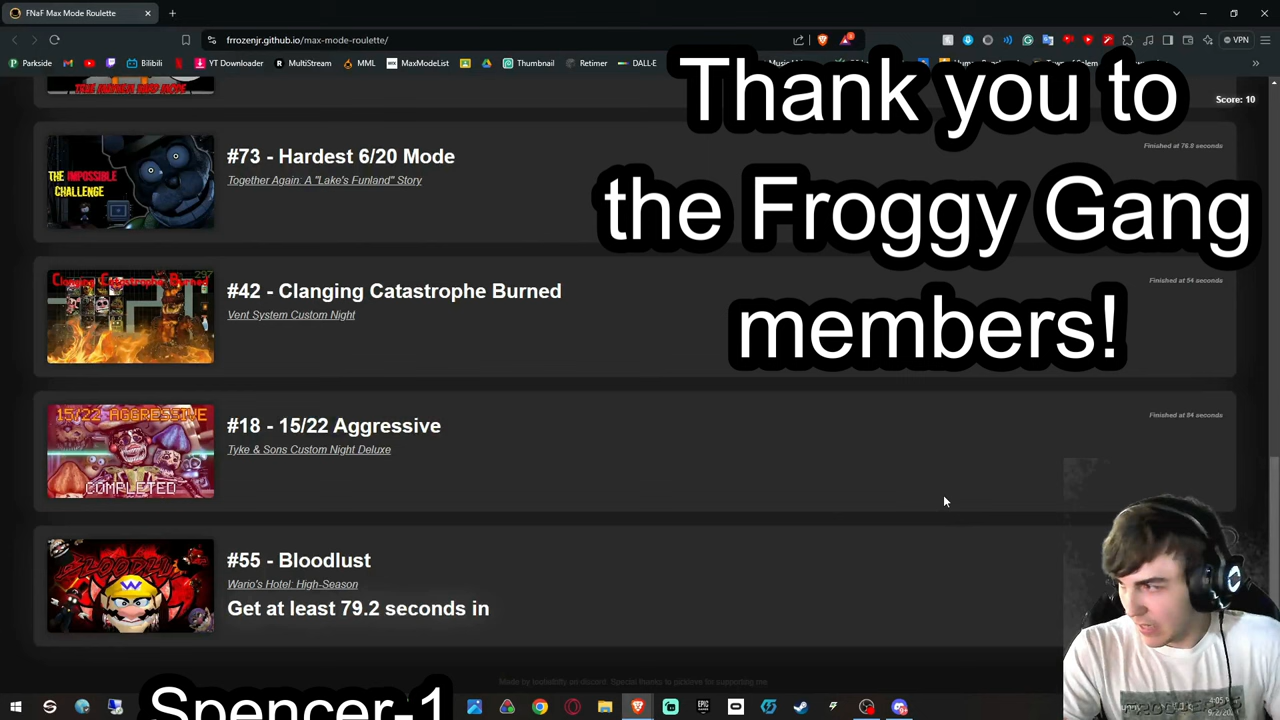 FNaF Max Mode Roulette
frrozenjr.github.io/max-mode-roulette/
VPN
Parkside
Bilibili
YT Downloader
MultiStream
MML
MaxModeList
Thumbnail
Retimer
DALL-E
Thank you to
the Froggy Gang
members!
Score: 10
#73 - Hardest 6/20 Mode
Together Again: A "Lake's Funland" Story
Finished at 76.8 seconds
THE IMPOSSIBLE
CHALLENGE
#42 - Clanging Catastrophe Burned
Vent System Custom Night
Finished at 54 seconds
Clanging Catastrophe Burned
297
#18 - 15/22 Aggressive
Tyke & Sons Custom Night Deluxe
Finished at 84 seconds
15/22 AGGRESSIVE
COMPLETED
#55 - Bloodlust
Wario's Hotel: High-Season
Get at least 79.2 seconds in
BLOODLUST
W
Spencer-1